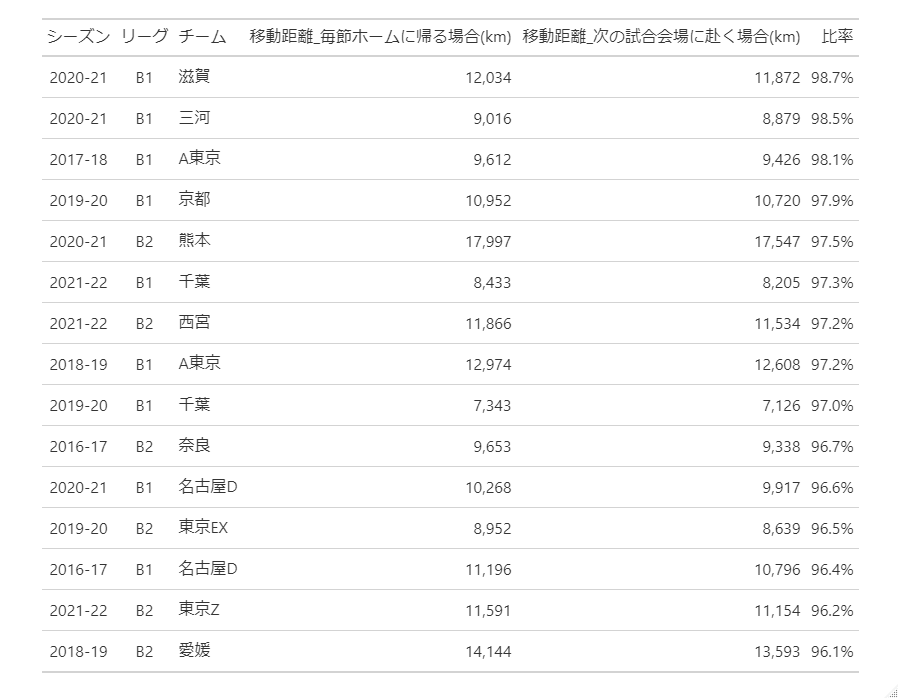 シーズン リーグ チーム 移動距離_毎節ホームに帰る場合(km) 移動距離_次の試合会場に赴く場合(km) 比率
2020-21 B1 滋賀 12,034 11,872 98.7%
2020-21 B1 三河 9,016 8,879 98.5%
2017-18 B1 A東京 9,612 9,426 98.1%
2019-20 B1 京都 10,952 10,720 97.9%
2020-21 B2 熊本 17,997 17,547 97.5%
2021-22 B1 千葉 8,433 8,205 97.3%
2021-22 B2 西宮 11,866 11,534 97.2%
2018-19 B1 A東京 12,974 12,608 97.2%
2019-20 B1 千葉 7,343 7,126 97.0%
2016-17 B2 奈良 9,653 9,338 96.7%
2020-21 B1 名古屋D 10,268 9,917 96.6%
2019-20 B2 東京EX 8,952 8,639 96.5%
2016-17 B1 名古屋D 11,196 10,796 96.4%
2021-22 B2 東京Z 11,591 11,154 96.2%
2018-19 B2 愛媛 14,144 13,593 96.1%